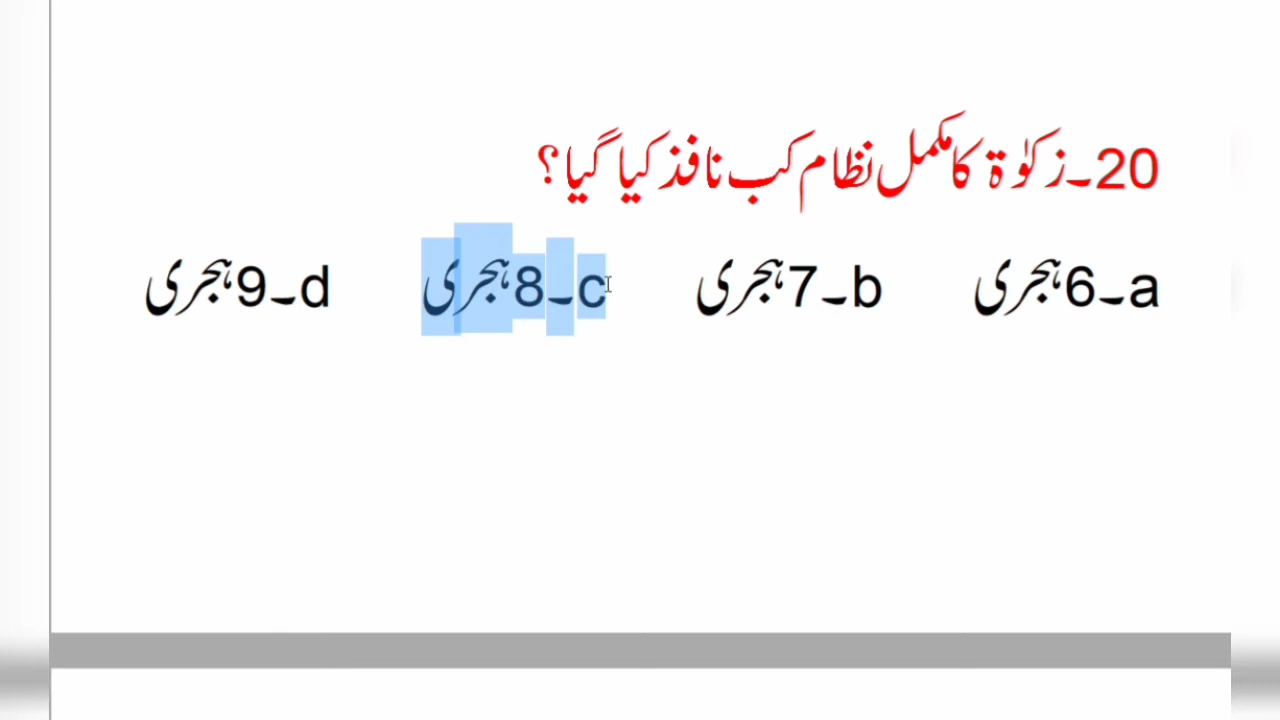 20۔زکوٰۃ کا مکمل نظام کب نافذ کیا گیا؟
a۔6ہجری b۔7ہجری c۔8ہجری d۔9ہجری